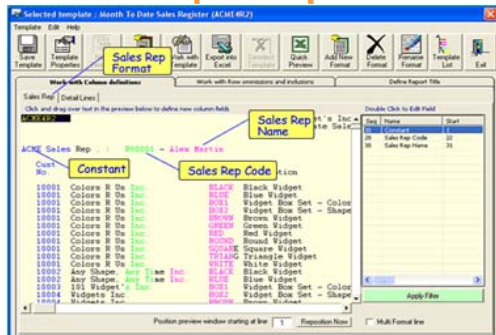 Selected template : Month To Date Sales Register (ACME4R2)
Template Edit Help
Save Template
Template Properties
Work with Template
Export into Excel
Quick Preview
Add New Format
Delete Format
Rename Format
Template List
Exit
Sales Rep Format
Work with Column definitions
Work with Row omissions and inclusions
Define Report Title
Sales Rep Detail Lines
Click and drag over text in the preview below to define new column fields
Double Click to Edit Field
ACME4R2
Sales Rep Name
Seq Name Start
Constant
Sales Rep Code 22
Sales Rep Name 31
ACME Sales Rep . : 800001 - Alex Martin
Constant
Sales Rep Code
Cust No.
10001 Colors R Us Inc. BLACK Black Widget
10001 Colors R Us Inc. BLUE Blue Widget
10001 Colors R Us Inc. BOX1 Widget Box Set - Color
10001 Colors R Us Inc. BOX2 Widget Box Set - Shape
10001 Colors R Us Inc. BROWN Brown Widget
10001 Colors R Us Inc. GREEN Green Widget
10001 Colors R Us Inc. RED Red Widget
10001 Colors R Us Inc. ROUND Round Widget
10001 Colors R Us Inc. SQUARE Square Widget
10001 Colors R Us Inc. TRIANG Triangle Widget
10001 Colors R Us Inc. WHITE White Widget
10002 Any Shape, Any Time Inc. BLACK Black Widget
10002 Any Shape, Any Time Inc. BLUE Blue Widget
10003 101 Widget's Inc BOX1 Widget Box Set - Color
10004 Widgets Inc BOX2 Widget Box Set - Shape
Apply Filter
Position preview window starting at line 1 Reposition Now Multi Format line